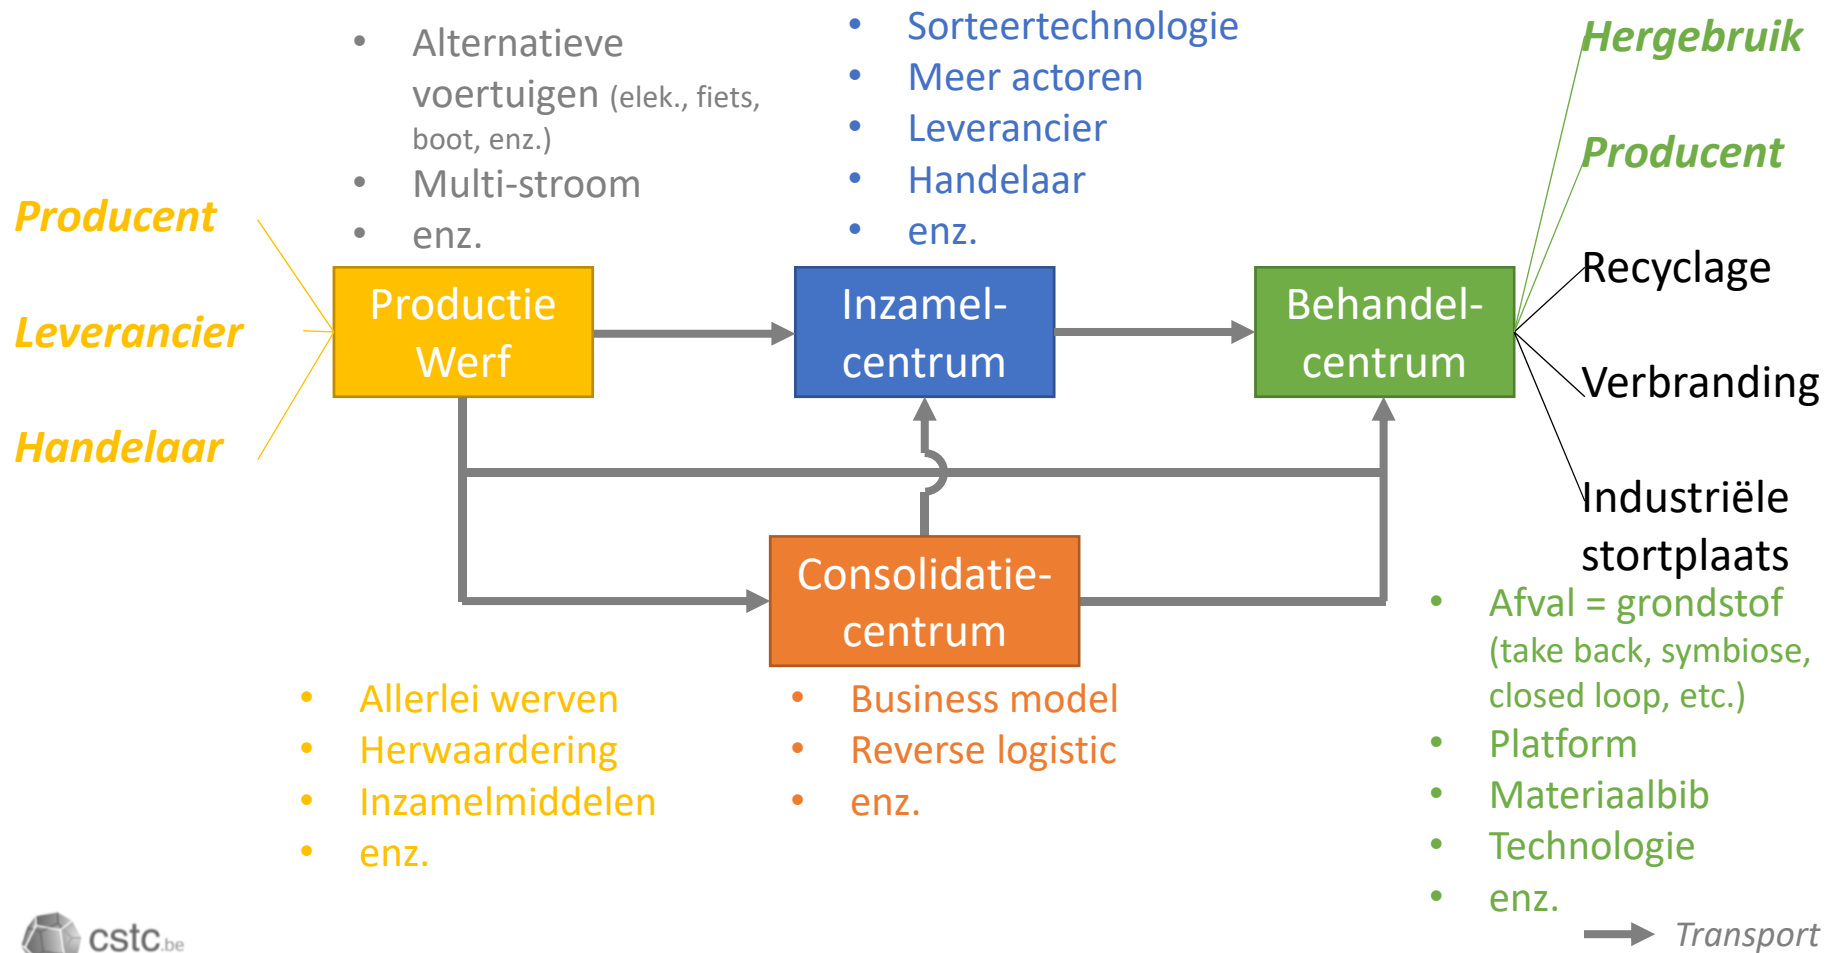 • Alternatieve
voertuigen (elek., fiets,
boot, enz.)
• Multi-stroom
• enz.
• Sorteertechnologie
• Meer actoren
• Leverancier
• Handelaar
• enz.
Hergebruik
Producent
Recyclage
Verbranding
Industriële
stortplaats
Producent
Leverancier
Handelaar
Productie
Werf
Inzamel-
centrum
Behandel-
centrum
Consolidatie-
centrum
• Allerlei werven
• Herwaardering
• Inzamelmiddelen
• enz.
• Business model
• Reverse logistic
• enz.
• Afval = grondstof
(take back, symbiose,
closed loop, etc.)
• Platform
• Materiaalbib
• Technologie
• enz.
cstc.be
Transport